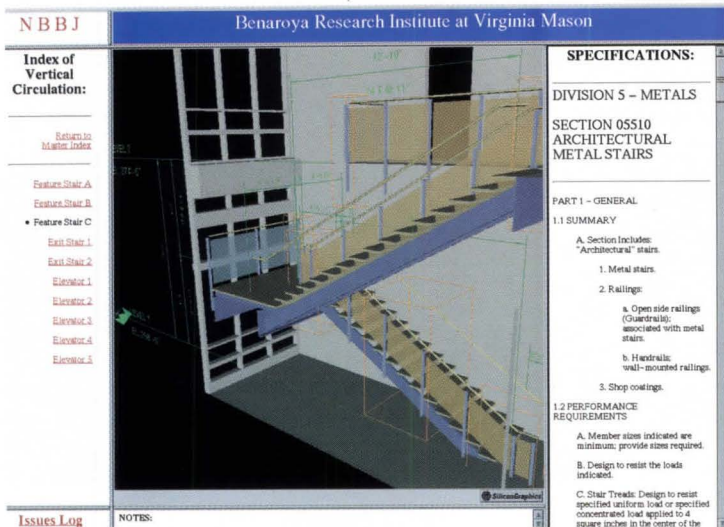 NBBJ
Benaroya Research Institute at Virginia Mason
Index of
Vertical
Circulation:
Return to
Master Index
Feature Stair A
Feature Stair B
• Feature Stair C
Exit Stair 1
Exit Stair 2
Elevator 1
Elevator 2
Elevator 3
Elevator 4
Elevator 5
Issues Log
SiliconGraphics
NOTES:
SPECIFICATIONS:
DIVISION 5 – METALS
SECTION 05510
ARCHITECTURAL
METAL STAIRS
PART 1 – GENERAL
1.1 SUMMARY
A. Section Includes:
"Architectural" stairs.
1. Metal stairs.
2. Railings:
a. Open side railings
(Guardrails);
associated with metal
stairs.
b. Handrails;
wall–mounted railings.
3. Shop coatings.
1.2 PERFORMANCE
REQUIREMENTS
A. Member sizes indicated are
minimum; provide sizes required.
B. Design to resist the loads
indicated.
C. Stair Treads: Design to resist
specified uniform load or specified
concentrated load applied to 4
square inches in the center of the